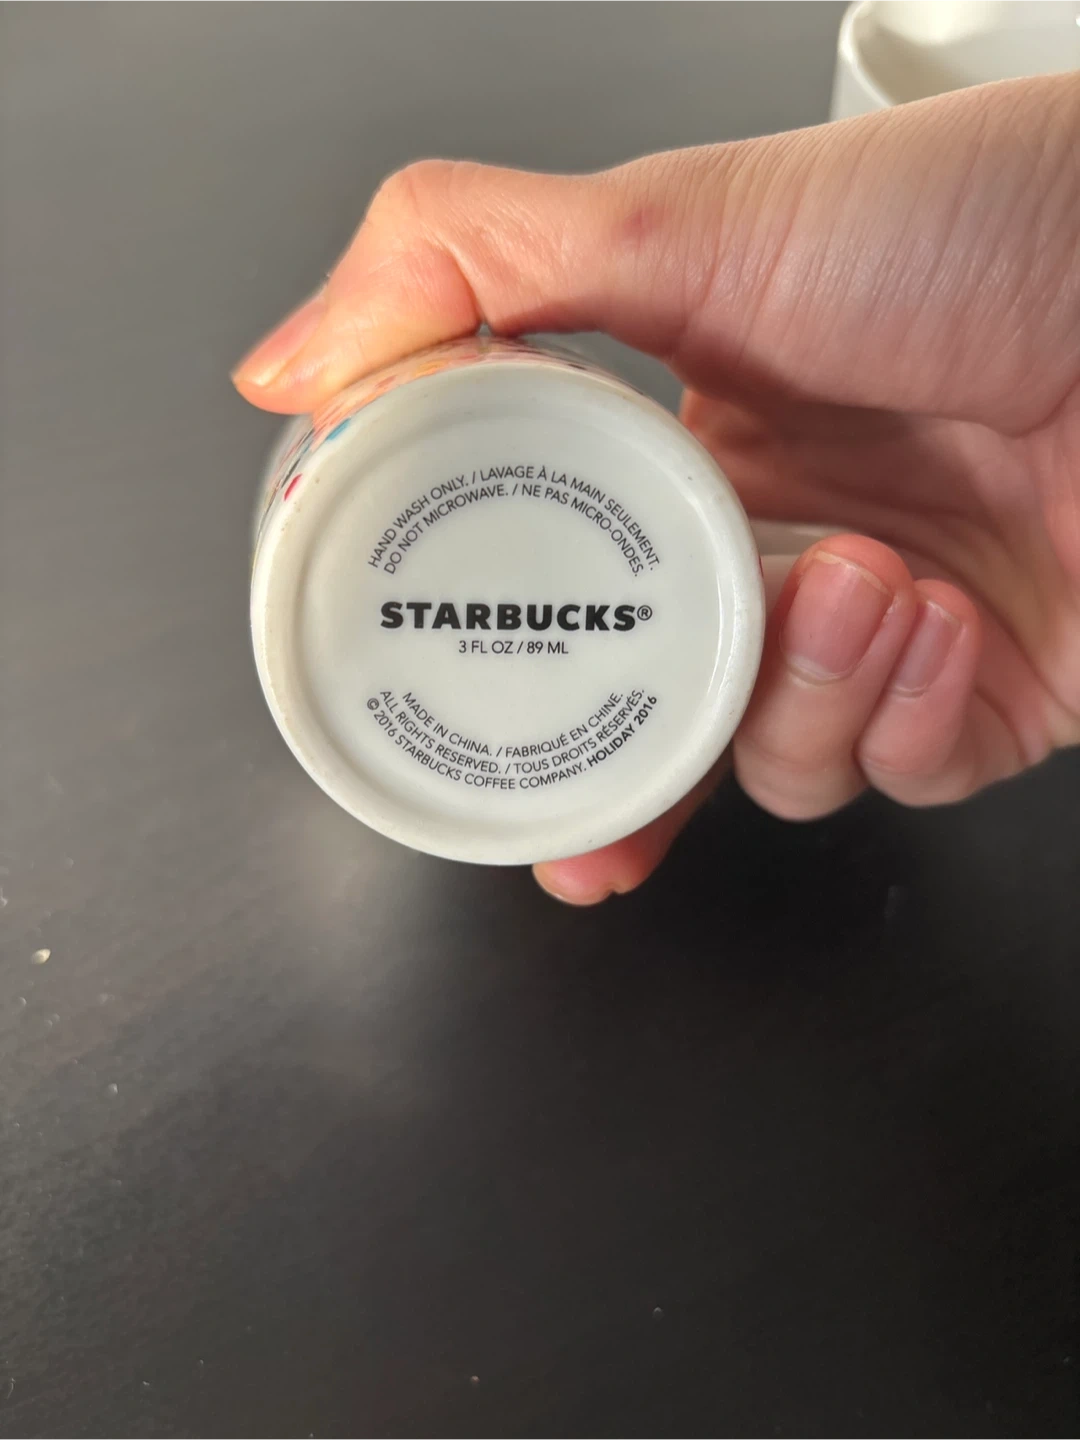 HAND WASH ONLY. / LAVAGE À LA MAIN SEULEMENT.
DO NOT MICROWAVE. / NE PAS MICRO-ONDES.
STARBUCKS®
3 FL OZ / 89 ML
MADE IN CHINA. / FABRIQUÉ EN CHINE.
ALL RIGHTS RESERVED. / TOUS DROITS RÉSERVÉS.
© 2016 STARBUCKS COFFEE COMPANY. HOLIDAY 2016